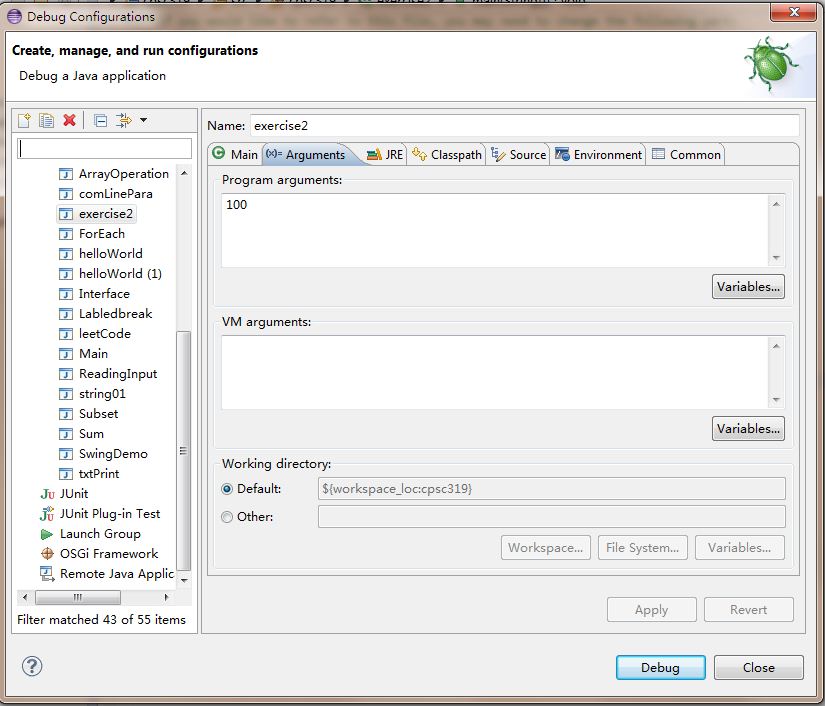 Debug Configurations
Create, manage, and run configurations
Debug a Java application
ArrayOperation
comLinePara
exercise2
ForEach
helloWorld
helloWorld (1)
Interface
Labledbreak
leetCode
Main
ReadingInput
string01
Subset
Sum
SwingDemo
txtPrint
JUnit
JUnit Plug-in Test
Launch Group
OSGi Framework
Remote Java Applic
Filter matched 43 of 55 items
Name: exercise2
Main (x)= Arguments JRE Classpath Source Environment Common
Program arguments:
100
Variables...
VM arguments:
Variables...
Working directory:
Default: ${workspace_loc:cpsc319}
Other:
Workspace... File System... Variables...
Apply Revert
Debug Close